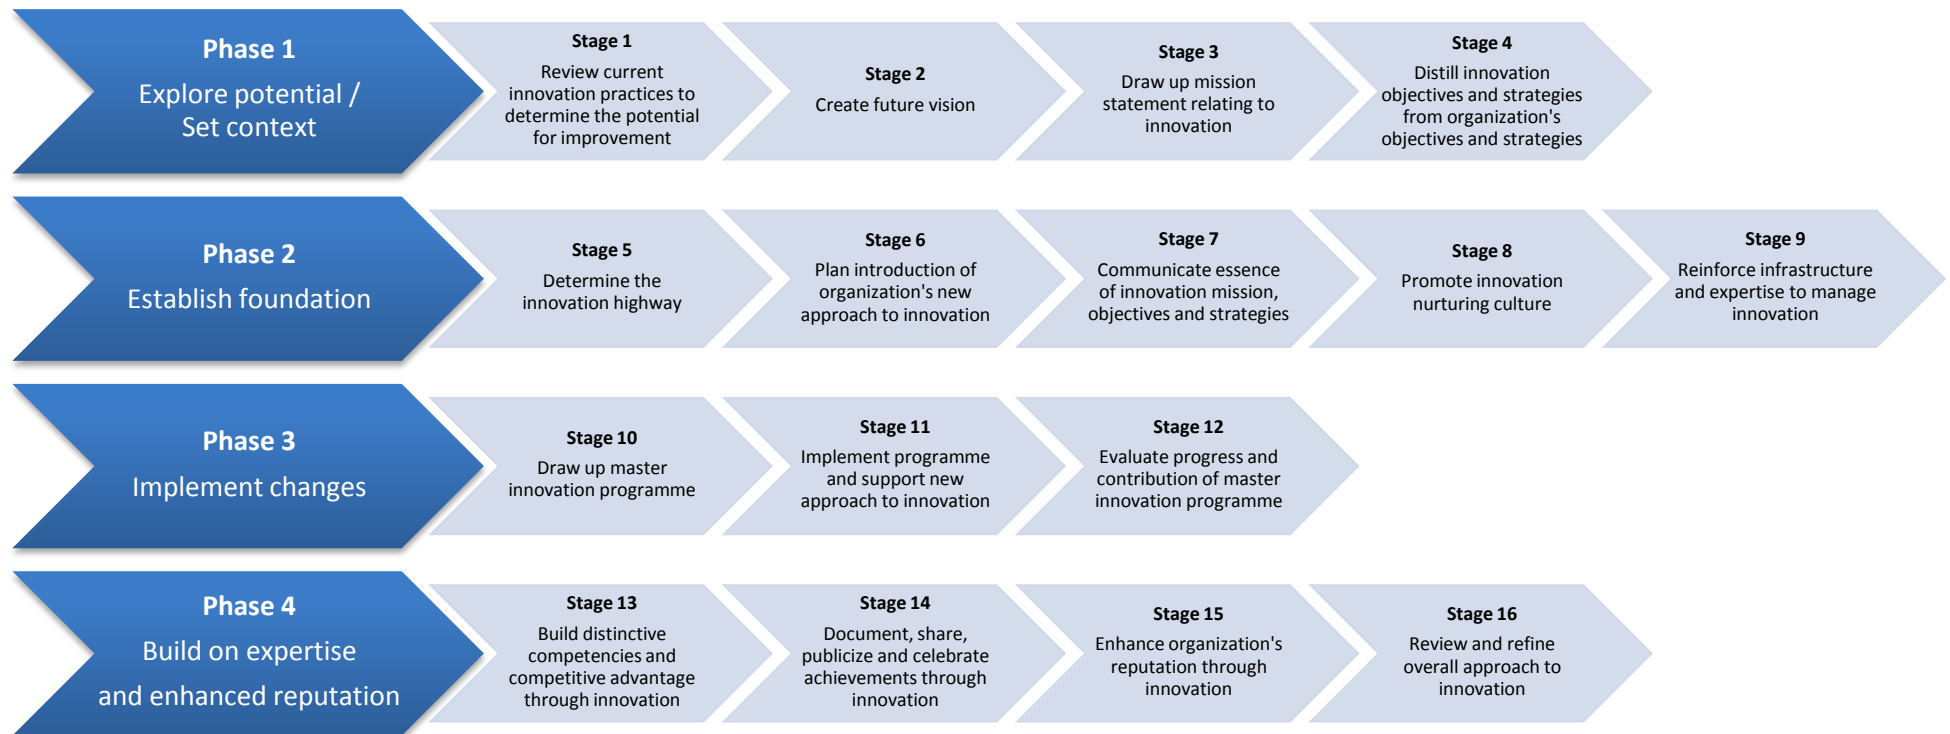 Phase 1
Explore potential /
Set context
Stage 1
Review current
innovation practices to
determine the potential
for improvement
Stage 2
Create future vision
Stage 3
Draw up mission
statement relating to
innovation
Stage 4
Distill innovation
objectives and strategies
from organization's
objectives and strategies
Phase 2
Establish foundation
Stage 5
Determine the
innovation highway
Stage 6
Plan introduction of
organization's new
approach to innovation
Stage 7
Communicate essence
of innovation mission,
objectives and strategies
Stage 8
Promote innovation
nurturing culture
Stage 9
Reinforce infrastructure
and expertise to manage
innovation
Phase 3
Implement changes
Stage 10
Draw up master
innovation programme
Stage 11
Implement programme
and support new
approach to innovation
Stage 12
Evaluate progress and
contribution of master
innovation programme
Phase 4
Build on expertise
and enhanced reputation
Stage 13
Build distinctive
competencies and
competitive advantage
through innovation
Stage 14
Document, share,
publicize and celebrate
achievements through
innovation
Stage 15
Enhance organization's
reputation through
innovation
Stage 16
Review and refine
overall approach to
innovation